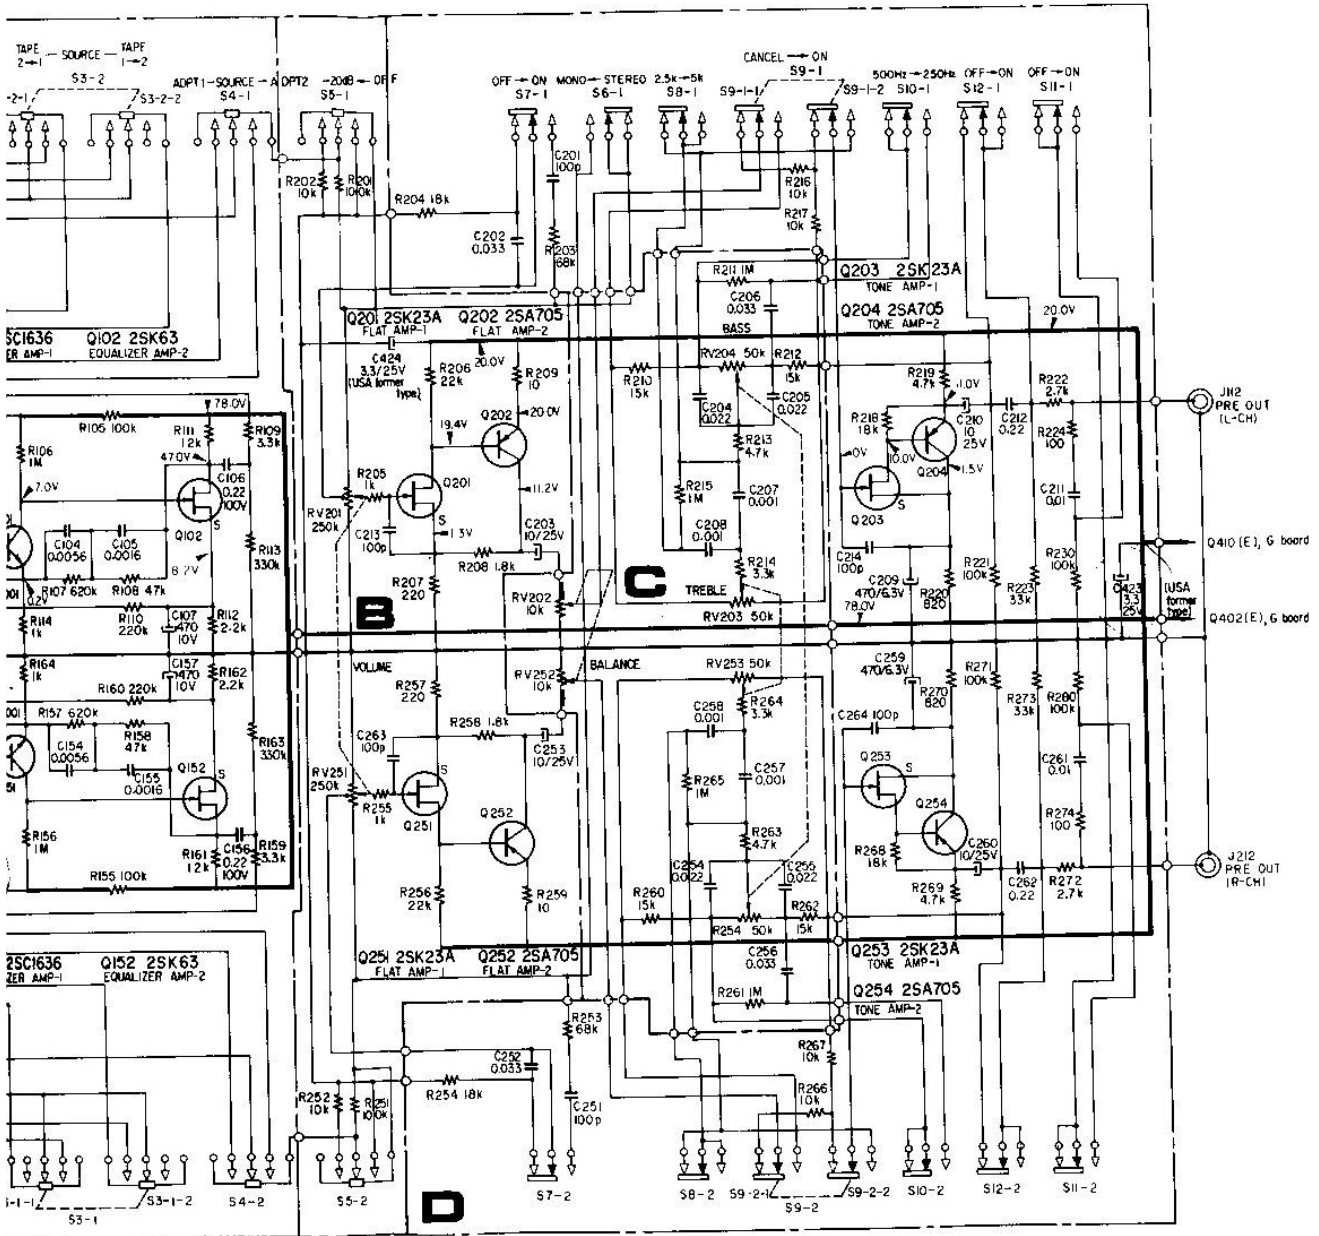 TAPE
2→1 — SOURCE — TAPE
1→2
S3-2
-2-1
S3-2-2
ADPT1—SOURCE—ADPT2
S4-1
-20dB ↔ OFF
S5-1
OFF→ON
S7-1
MONO→STEREO
S6-1
2.5k→5k
S8-1
CANCEL→ON
S9-1
S9-1-1
S9-1-2
500Hz→250Hz
S10-1
OFF→ON
S12-1
OFF→ON
S11-1
R202
10k
R201
100k
R204 18k
C202
0.033
C201
100p
R203
68k
R216
10k
R217
10k
R211 1M
C206
0.033
BASS
Q203 2SK23A
TONE AMP-1
Q204 2SA705
TONE AMP-2
20.0V
SC1636
ER AMP-1
Q102 2SK63
EQUALIZER AMP-2
Q201 2SK23A
FLAT AMP-1
Q202 2SA705
FLAT AMP-2
C424
3.3/25V
(USA former
type)
R206
22k
20.0V
R209
10
R210
15k
RV204 50k
R212
15k
C204
0.022
C205
0.022
R213
4.7k
R219
4.7k
R218
18k
C210
10
25V
C212
0.22
R222
2.7k
R224
100
J112
PRE OUT
(L-CH)
78.0V
R105 100k
R111
12k
R109
3.3k
R106
1M
47.0V
7.0V
C106
0.22
100V
Q102
S
C104
0.0056
C105
0.0016
R107 620k
R108 47k
R113
330k
R110
220k
C107
470
10V
R112
2.2k
0.2V
R114
1k
19.4V
Q202
20.0V
R205
1k
Q201
RV201
250k
C213
100p
S
1.3V
11.2V
C203
10/25V
R208 1.8k
R207
220
RV202
10k
B
C
R215
1M
C207
0.001
C208
0.001
R214
3.3k
TREBLE
RV203 50k
10.0V
Q204
1.5V
S
Q203
C214
100p
C209
470/6.3V
R220
820
R221
100k
R223
33k
C211
0.01
R230
100k
C423
3.3
25V
(USA
former
type)
Q410(E), G board
Q402(E), G board
78.0V
R164
1k
C157
470
10V
R162
2.2k
R160 220k
R157 620k
R158
47k
C154
0.0056
C155
0.0016
R163
330k
Q152
S
R156
1M
R155 100k
R161
12k
C156
0.22
100V
R159
3.3k
VOLUME
BALANCE
R257
220
RV252
10k
R258 1.8k
C253
10/25V
C263
100p
RV251
250k
R255
1k
S
Q251
Q252
R256
22k
R259
10
RV253 50k
C258
0.001
R264
3.3k
C257
0.001
R265
1M
R263
4.7k
C254
0.022
C255
0.022
R260
15k
R254 50k
R262
15k
C256
0.033
R261 1M
C259
470/6.3V
R270
820
R271
100k
R273
33k
R280
100k
C264 100p
Q253
S
Q254
C261
0.01
R274
100
R268
18k
R269
4.7k
C260
10/25V
C262
0.22
R272
2.7k
J212
PRE OUT
(R-CH)
2SC1636
ZER AMP-1
Q152 2SK63
EQUALIZER AMP-2
Q251 2SK23A
FLAT AMP-1
Q252 2SA705
FLAT AMP-2
Q253 2SK23A
TONE AMP-1
Q254 2SA705
TONE AMP-2
R253
68k
C252
0.033
R254 18k
C251
100p
R252
10k
R251
100k
R267
10k
R266
10k
S3-1-1
S3-1
S3-1-2
S4-2
S5-2
D
S7-2
S8-2
S9-2-1
S9-2
S9-2-2
S10-2
S12-2
S11-2